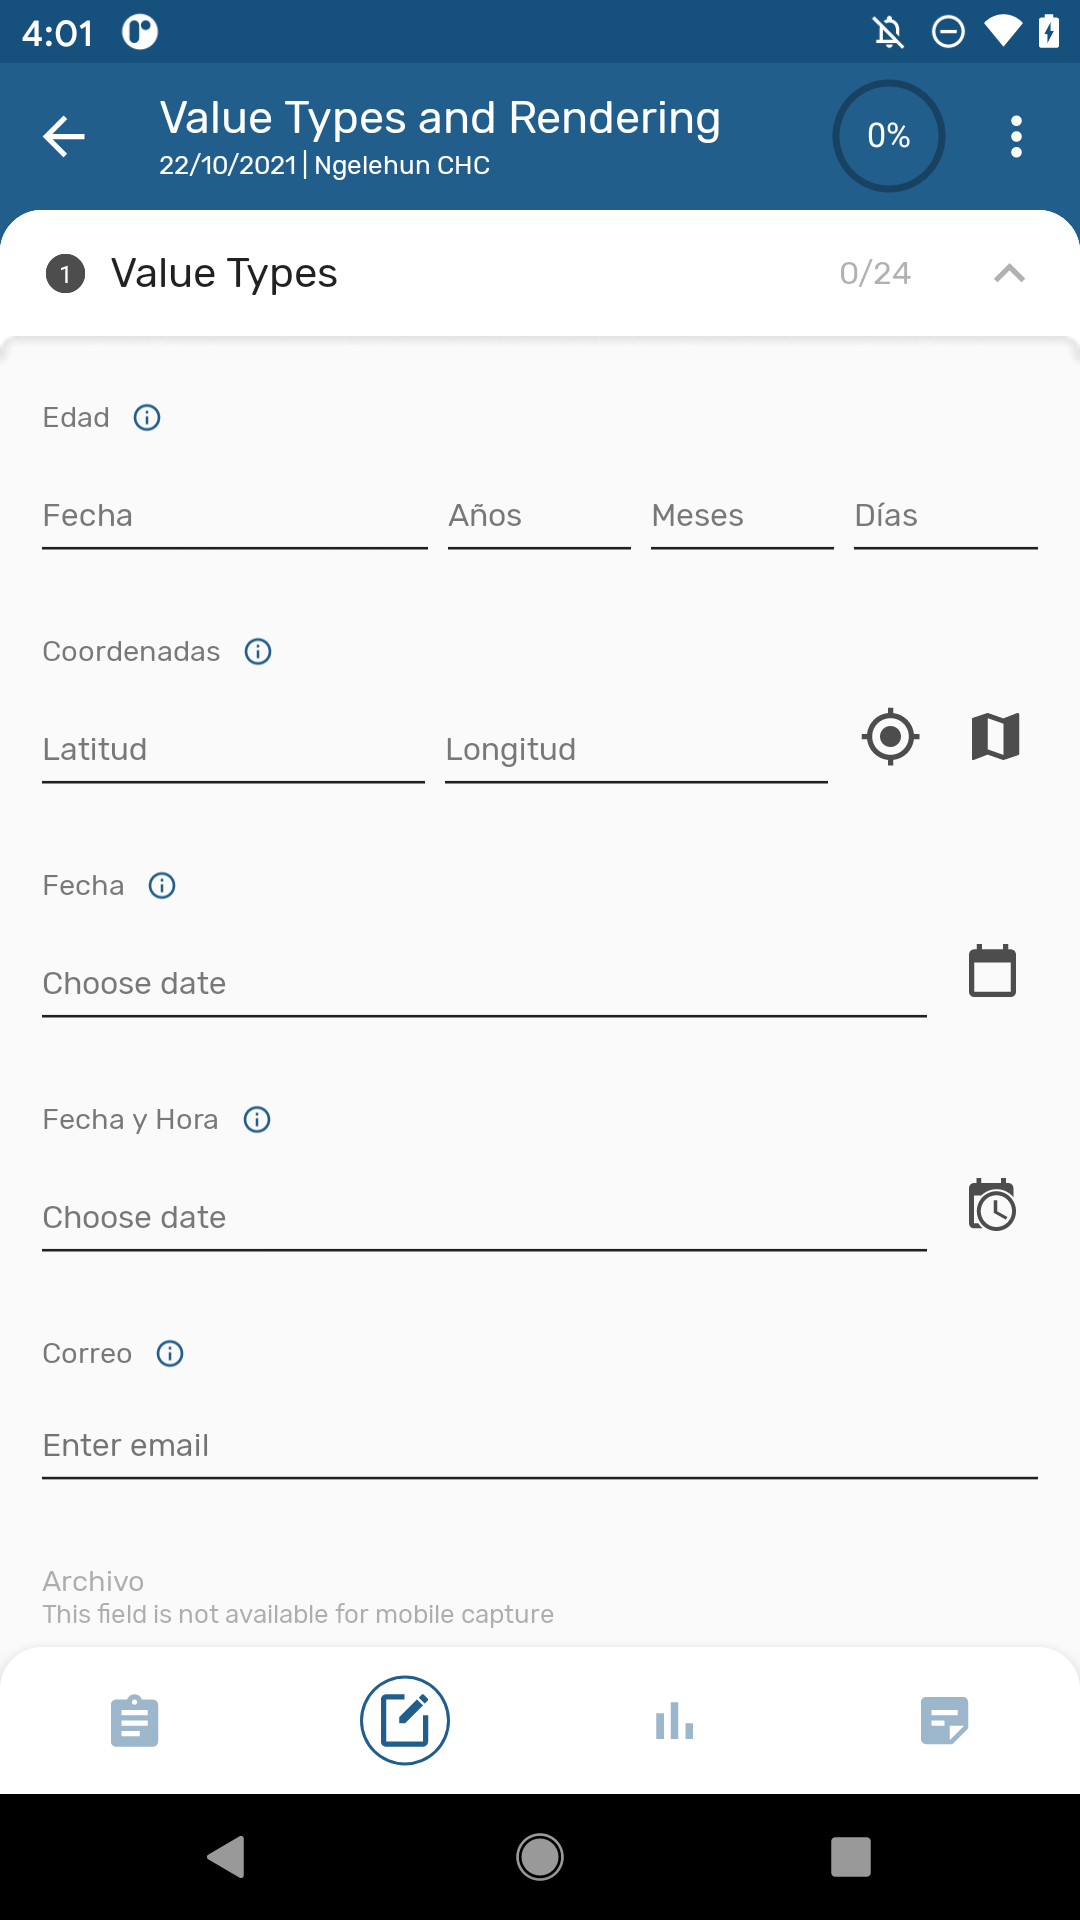 4:01
Value Types and Rendering
0%
22/10/2021 | Ngelehun CHC
1 Value Types 0/24
Edad
Fecha Años Meses Días
Coordenadas
Latitud Longitud
Fecha
Choose date
Fecha y Hora
Choose date
Correo
Enter email
Archivo
This field is not available for mobile capture